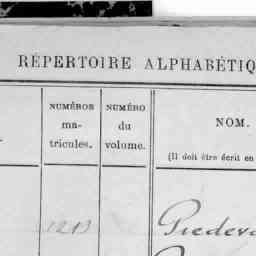 RÉPERTOIRE ALPHABÉTIQ
NUMÉROS
ma-
tricules.
NUMÉRO
du
volume.
NOM.
(Il doit être écrit en
1213